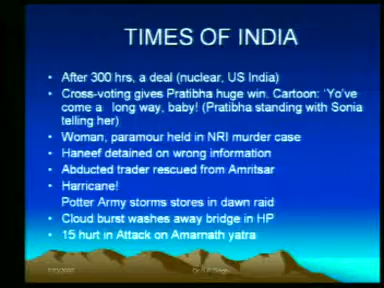 TIMES OF INDIA
• After 300 hrs, a deal (nuclear, US India)
• Cross-voting gives Pratibha huge win. Cartoon: 'Yo've
come a long way, baby! (Pratibha standing with Sonia
telling her)
• Woman, paramour held in NRI murder case
• Haneef detained on wrong information
• Abducted trader rescued from Amritsar
• Harricane!
Potter Army storms stores in dawn raid
• Cloud burst washes away bridge in HP
• 15 hurt in Attack on Amarnath yatra